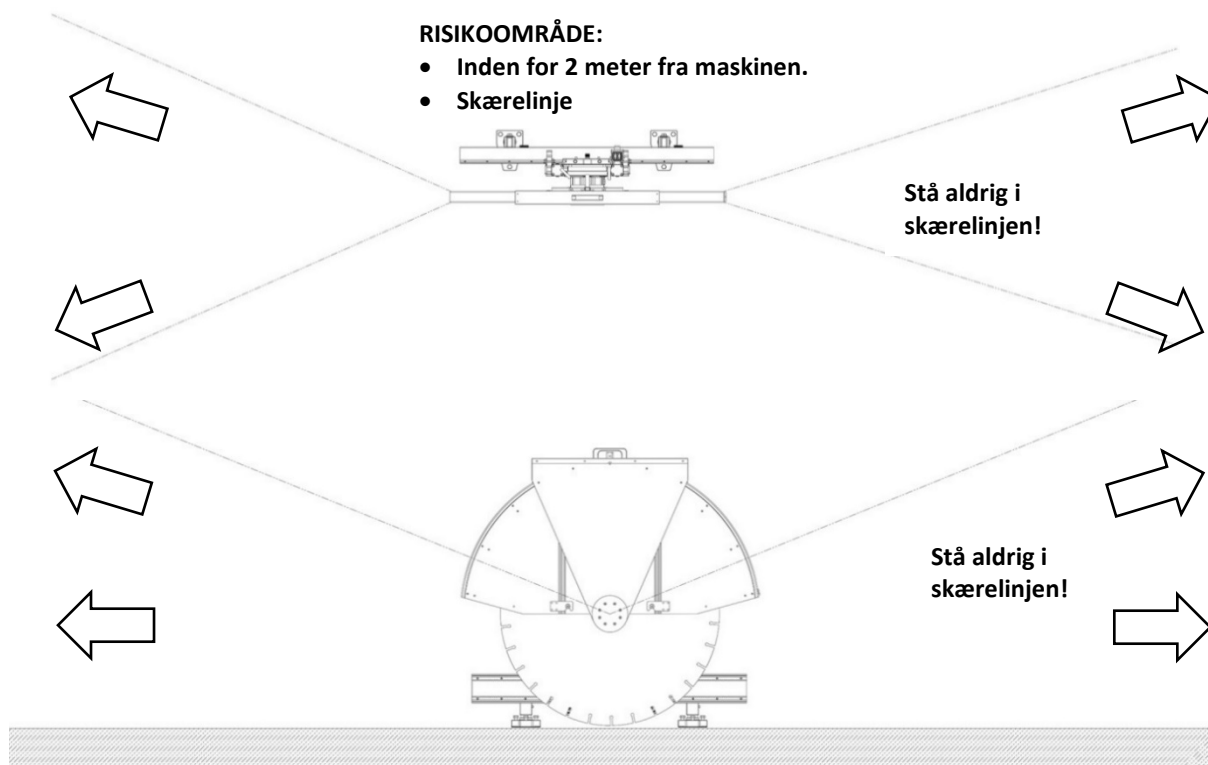 RISIKOOMRÅDE:
• Inden for 2 meter fra maskinen.
• Skærelinje
Stå aldrig i
skærelinjen!
Stå aldrig i
skærelinjen!